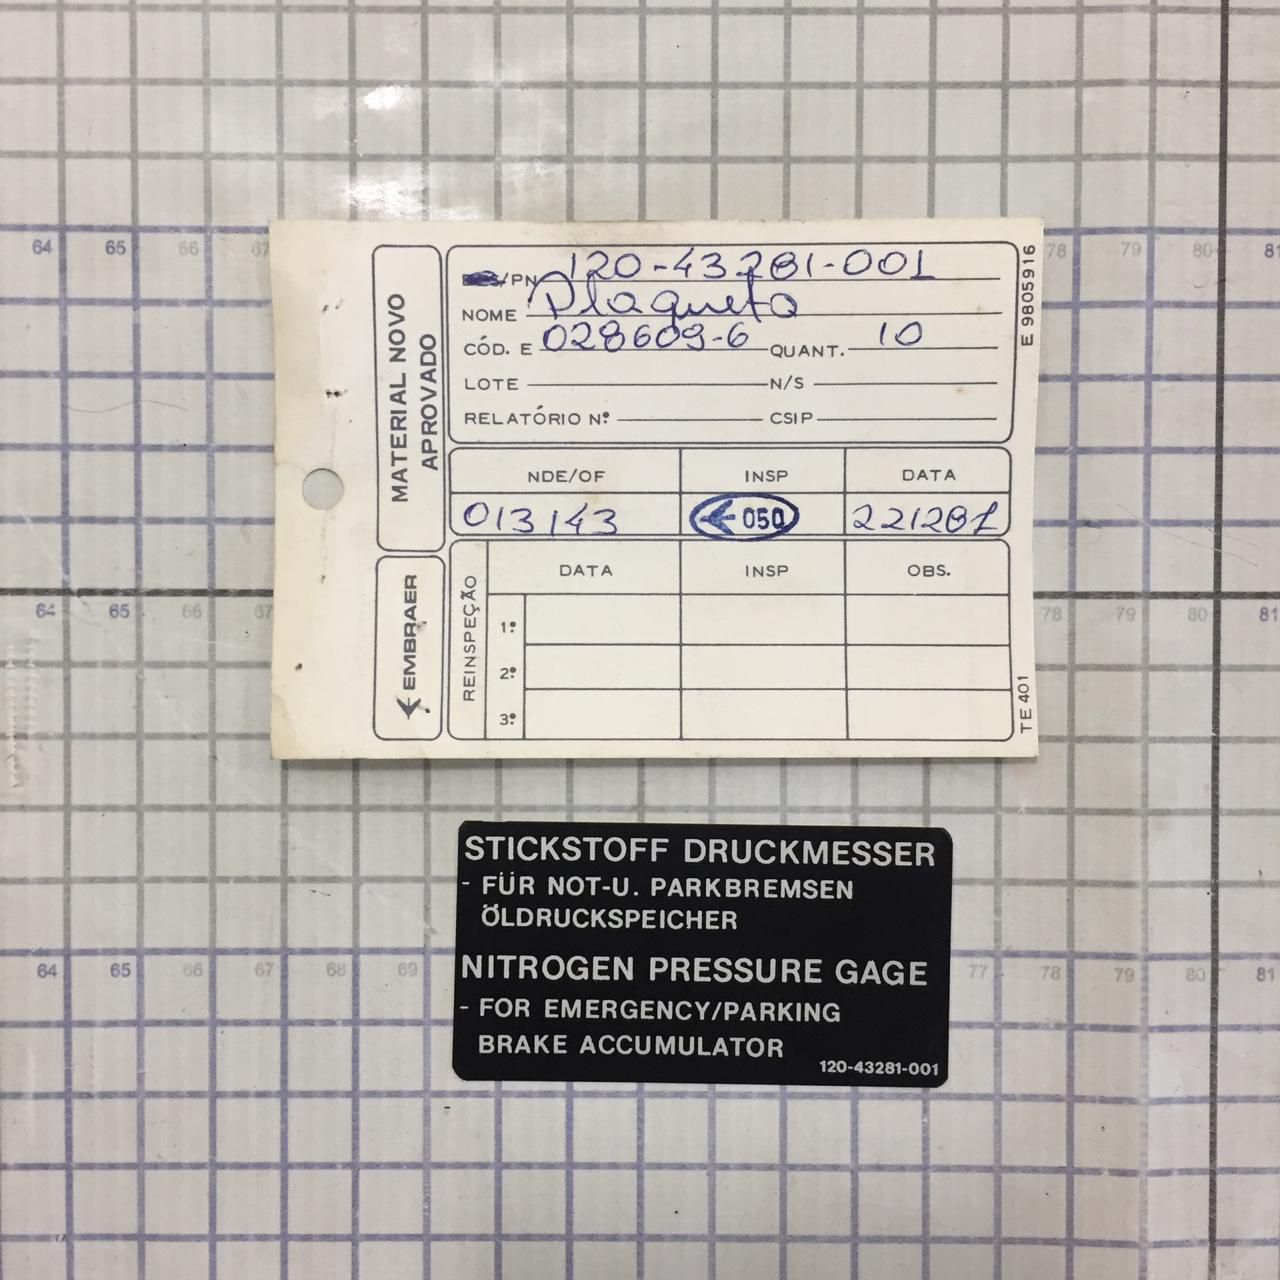 64 65 66 67 78 79 80 81
MATERIAL NOVO
APROVADO
/PN 120-43281-001
NOME Plaqueta
CÓD. E 028609-6 QUANT. 10
LOTE N/S
RELATÓRIO Nº CSIP
E 9805916
NDE/OF INSP DATA
013143 050 221287
EMBRAER
REINSPEÇÃO
DATA INSP OBS.
1º
2º
3º
TE 401
64 65 66 67 78 79 80 81
STICKSTOFF DRUCKMESSER
- FÜR NOT-U. PARKBREMSEN
ÖLDRUCKSPEICHER
NITROGEN PRESSURE GAGE
- FOR EMERGENCY/PARKING
BRAKE ACCUMULATOR
120-43281-001
64 65 66 67 68 69 77 78 79 80 81